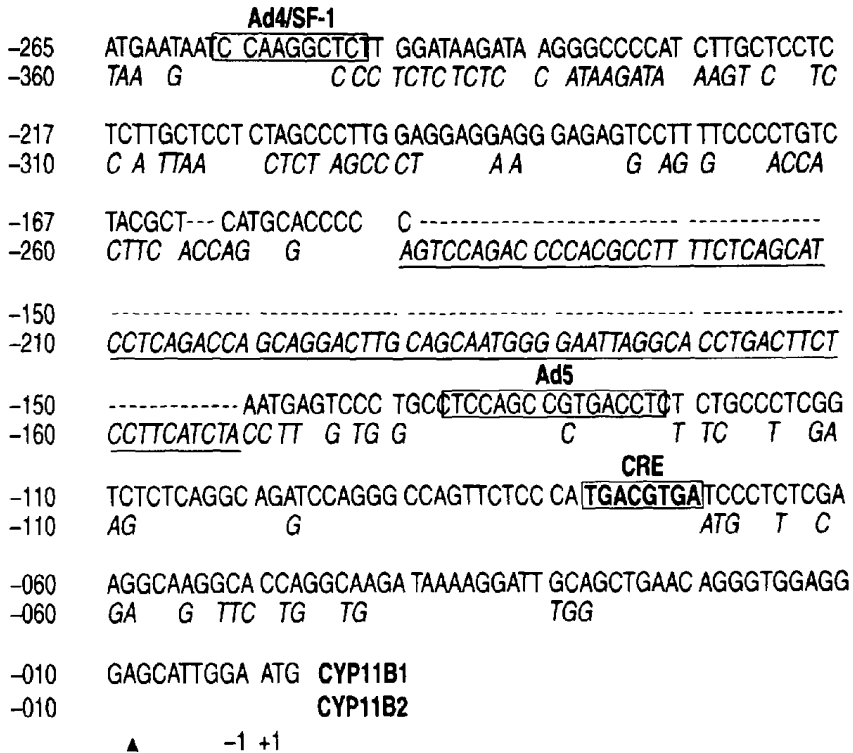 Ad4/SF-1
-265 ATGAATAATC CAAGGCTCTT GGATAAGATA AGGGCCCCAT CTTGCTCCTC
-360 TAA G C CC TCTC TCTC C ATAAGATA AAGT C TC
-217 TCTTGCTCCT CTAGCCCTTG GAGGAGGAGG GAGAGTCCTT TTCCCCTGTC
-310 C A TTAA CTCT AGCC CT A A G AG G ACCA
-167 TACGCT--- CATGCACCCC C ---------------------------- --------------
-260 CTTC ACCAG G AGTCCAGAC CCCACGCCTT TTCTCAGCAT
-150 --------------- --------------- --------------- --------------- ---------------
-210 CCTCAGACCA GCAGGACTTG CAGCAATGGG GAATTAGGCA CCTGACTTCT
Ad5
-150 ------------- AATGAGTCCC TGCCTCCAGC CGTGACCTCT CTGCCCTCGG
-160 CCTTCATCTACC TT G TG G C T TC T GA
CRE
-110 TCTCTCAGGC AGATCCAGGG CCAGTTCTCC CA TGACGTGA TCCCTCTCGA
-110 AG G ATG T C
-060 AGGCAAGGCA CCAGGCAAGA TAAAAGGATT GCAGCTGAAC AGGGTGGAGG
-060 GA G TTC TG TG TGG
-010 GAGCATTGGA ATG CYP11B1
-010 CYP11B2
▲ -1 +1